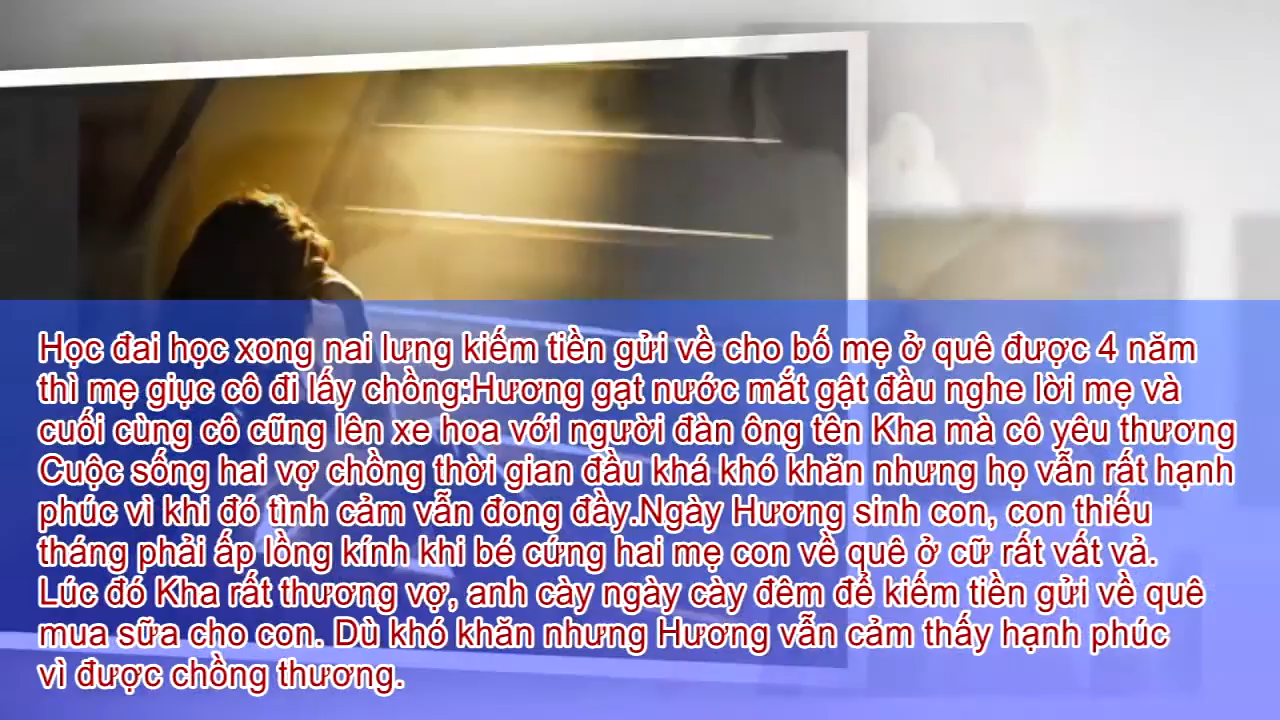 Học đai học xong nai lưng kiếm tiền gửi về cho bố mẹ ở quê được 4 năm
thì mẹ giục cô đi lấy chồng:Hương gạt nước mắt gật đầu nghe lời mẹ và
cuối cùng cô cũng lên xe hoa với người đàn ông tên Kha mà cô yêu thương
Cuộc sống hai vợ chồng thời gian đầu khá khó khăn nhưng họ vẫn rất hạnh
phúc vì khi đó tình cảm vẫn đong đầy.Ngày Hương sinh con, con thiếu
tháng phải ấp lồng kính khi bé cứng hai mẹ con về quê ở cữ rất vất vả.
Lúc đó Kha rất thương vợ, anh cày ngày cày đêm để kiếm tiền gửi về quê
mua sữa cho con. Dù khó khăn nhưng Hương vẫn cảm thấy hạnh phúc
vì được chồng thương.